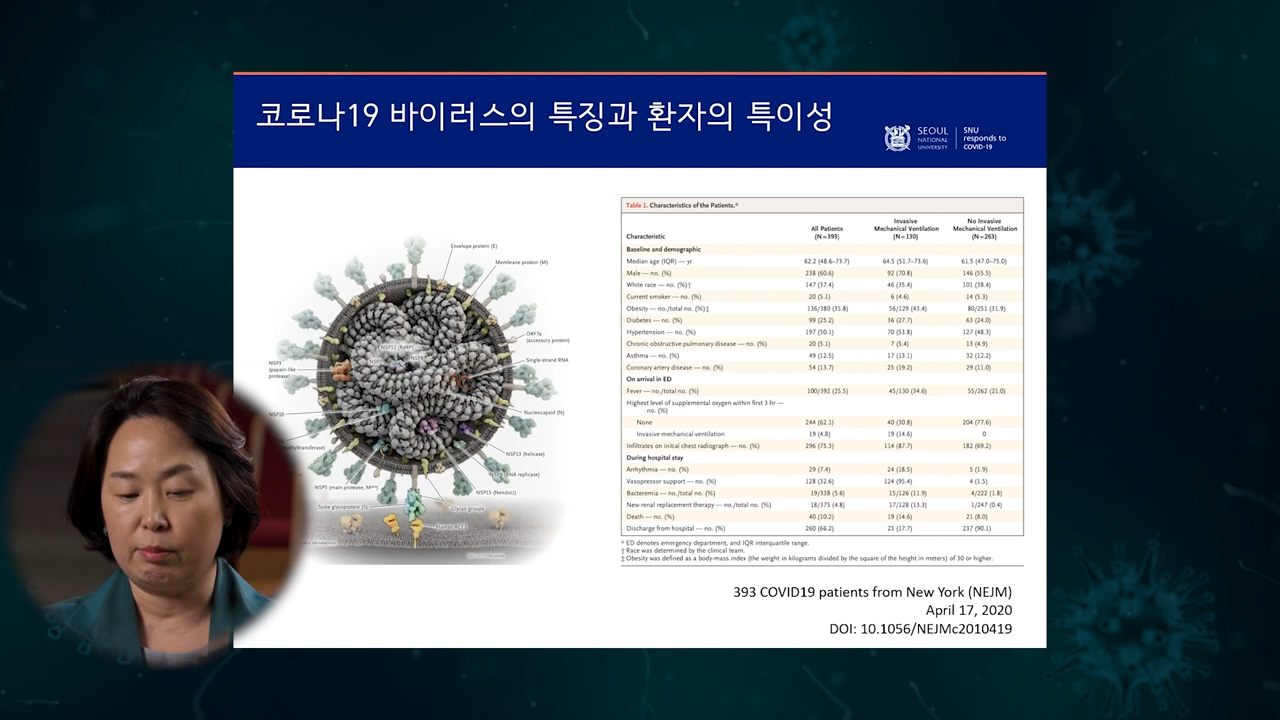 코로나19 바이러스의 특징과 환자의 특이성
SEOUL
NATIONAL
UNIVERSITY
SNU
responds to
COVID-19
Envelope protein (E)
Membrane protein (M)
ORF7a
(accessory protein)
Single-strand RNA
NSP12 (RdRP)
NSP3
(papain-like
protease)
NSP10
Nucleocapsid (N)
NSP13 (helicase)
NSP5 (main protease, Mpro)
NSP15 (NendoU)
Spike glycoprotein (S)
Glycan groups
Human ACE2
Table 1. Characteristics of the Patients.*
Characteristic All Patients (N=393) Invasive Mechanical Ventilation (N=130) No Invasive Mechanical Ventilation (N=263)
Baseline and demographic
Median age (IQR) — yr 62.2 (48.6–73.7) 64.5 (51.7–73.6) 61.5 (47.0–75.0)
Male — no. (%) 238 (60.6) 92 (70.8) 146 (55.5)
White race — no. (%)† 147 (37.4) 46 (35.4) 101 (38.4)
Current smoker — no. (%) 20 (5.1) 6 (4.6) 14 (5.3)
Obesity — no./total no. (%)‡ 136/380 (35.8) 56/129 (43.4) 80/251 (31.9)
Diabetes — no. (%) 99 (25.2) 36 (27.7) 63 (24.0)
Hypertension — no. (%) 197 (50.1) 70 (53.8) 127 (48.3)
Chronic obstructive pulmonary disease — no. (%) 20 (5.1) 7 (5.4) 13 (4.9)
Asthma — no. (%) 49 (12.5) 17 (13.1) 32 (12.2)
Coronary artery disease — no. (%) 54 (13.7) 25 (19.2) 29 (11.0)
On arrival in ED
Fever — no./total no. (%) 100/392 (25.5) 45/130 (34.6) 55/262 (21.0)
Highest level of supplemental oxygen within first 3 hr —
no. (%)
None 244 (62.1) 40 (30.8) 204 (77.6)
Invasive mechanical ventilation 19 (4.8) 19 (14.6) 0
Infiltrates on initial chest radiograph — no. (%) 296 (75.3) 114 (87.7) 182 (69.2)
During hospital stay
Arrhythmia — no. (%) 29 (7.4) 24 (18.5) 5 (1.9)
Vasopressor support — no. (%) 128 (32.6) 124 (95.4) 4 (1.5)
Bacteremia — no./total no. (%) 19/338 (5.6) 15/126 (11.9) 4/222 (1.8)
New renal replacement therapy — no./total no. (%) 18/375 (4.8) 17/128 (13.3) 1/247 (0.4)
Death — no. (%) 40 (10.2) 19 (14.6) 21 (8.0)
Discharge from hospital — no. (%) 260 (66.2) 23 (17.7) 237 (90.1)
* ED denotes emergency department, and IQR interquartile range.
† Race was determined by the clinical team.
‡ Obesity was defined as a body-mass index (the weight in kilograms divided by the square of the height in meters) of 30 or higher.
393 COVID19 patients from New York (NEJM)
April 17, 2020
DOI: 10.1056/NEJMc2010419